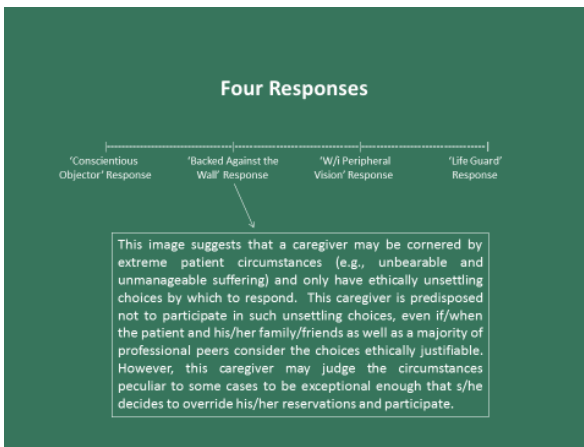 Four Responses
'Conscientious Objector' Response
'Backed Against the Wall' Response
'W/i Peripheral Vision' Response
'Life Guard' Response
This image suggests that a caregiver may be cornered by
extreme patient circumstances (e.g., unbearable and
unmanageable suffering) and only have ethically unsettling
choices by which to respond. This caregiver is predisposed
not to participate in such unsettling choices, even if/when
the patient and his/her family/friends as well as a majority of
professional peers consider the choices ethically justifiable.
However, this caregiver may judge the circumstances
peculiar to some cases to be exceptional enough that s/he
decides to override his/her reservations and participate.